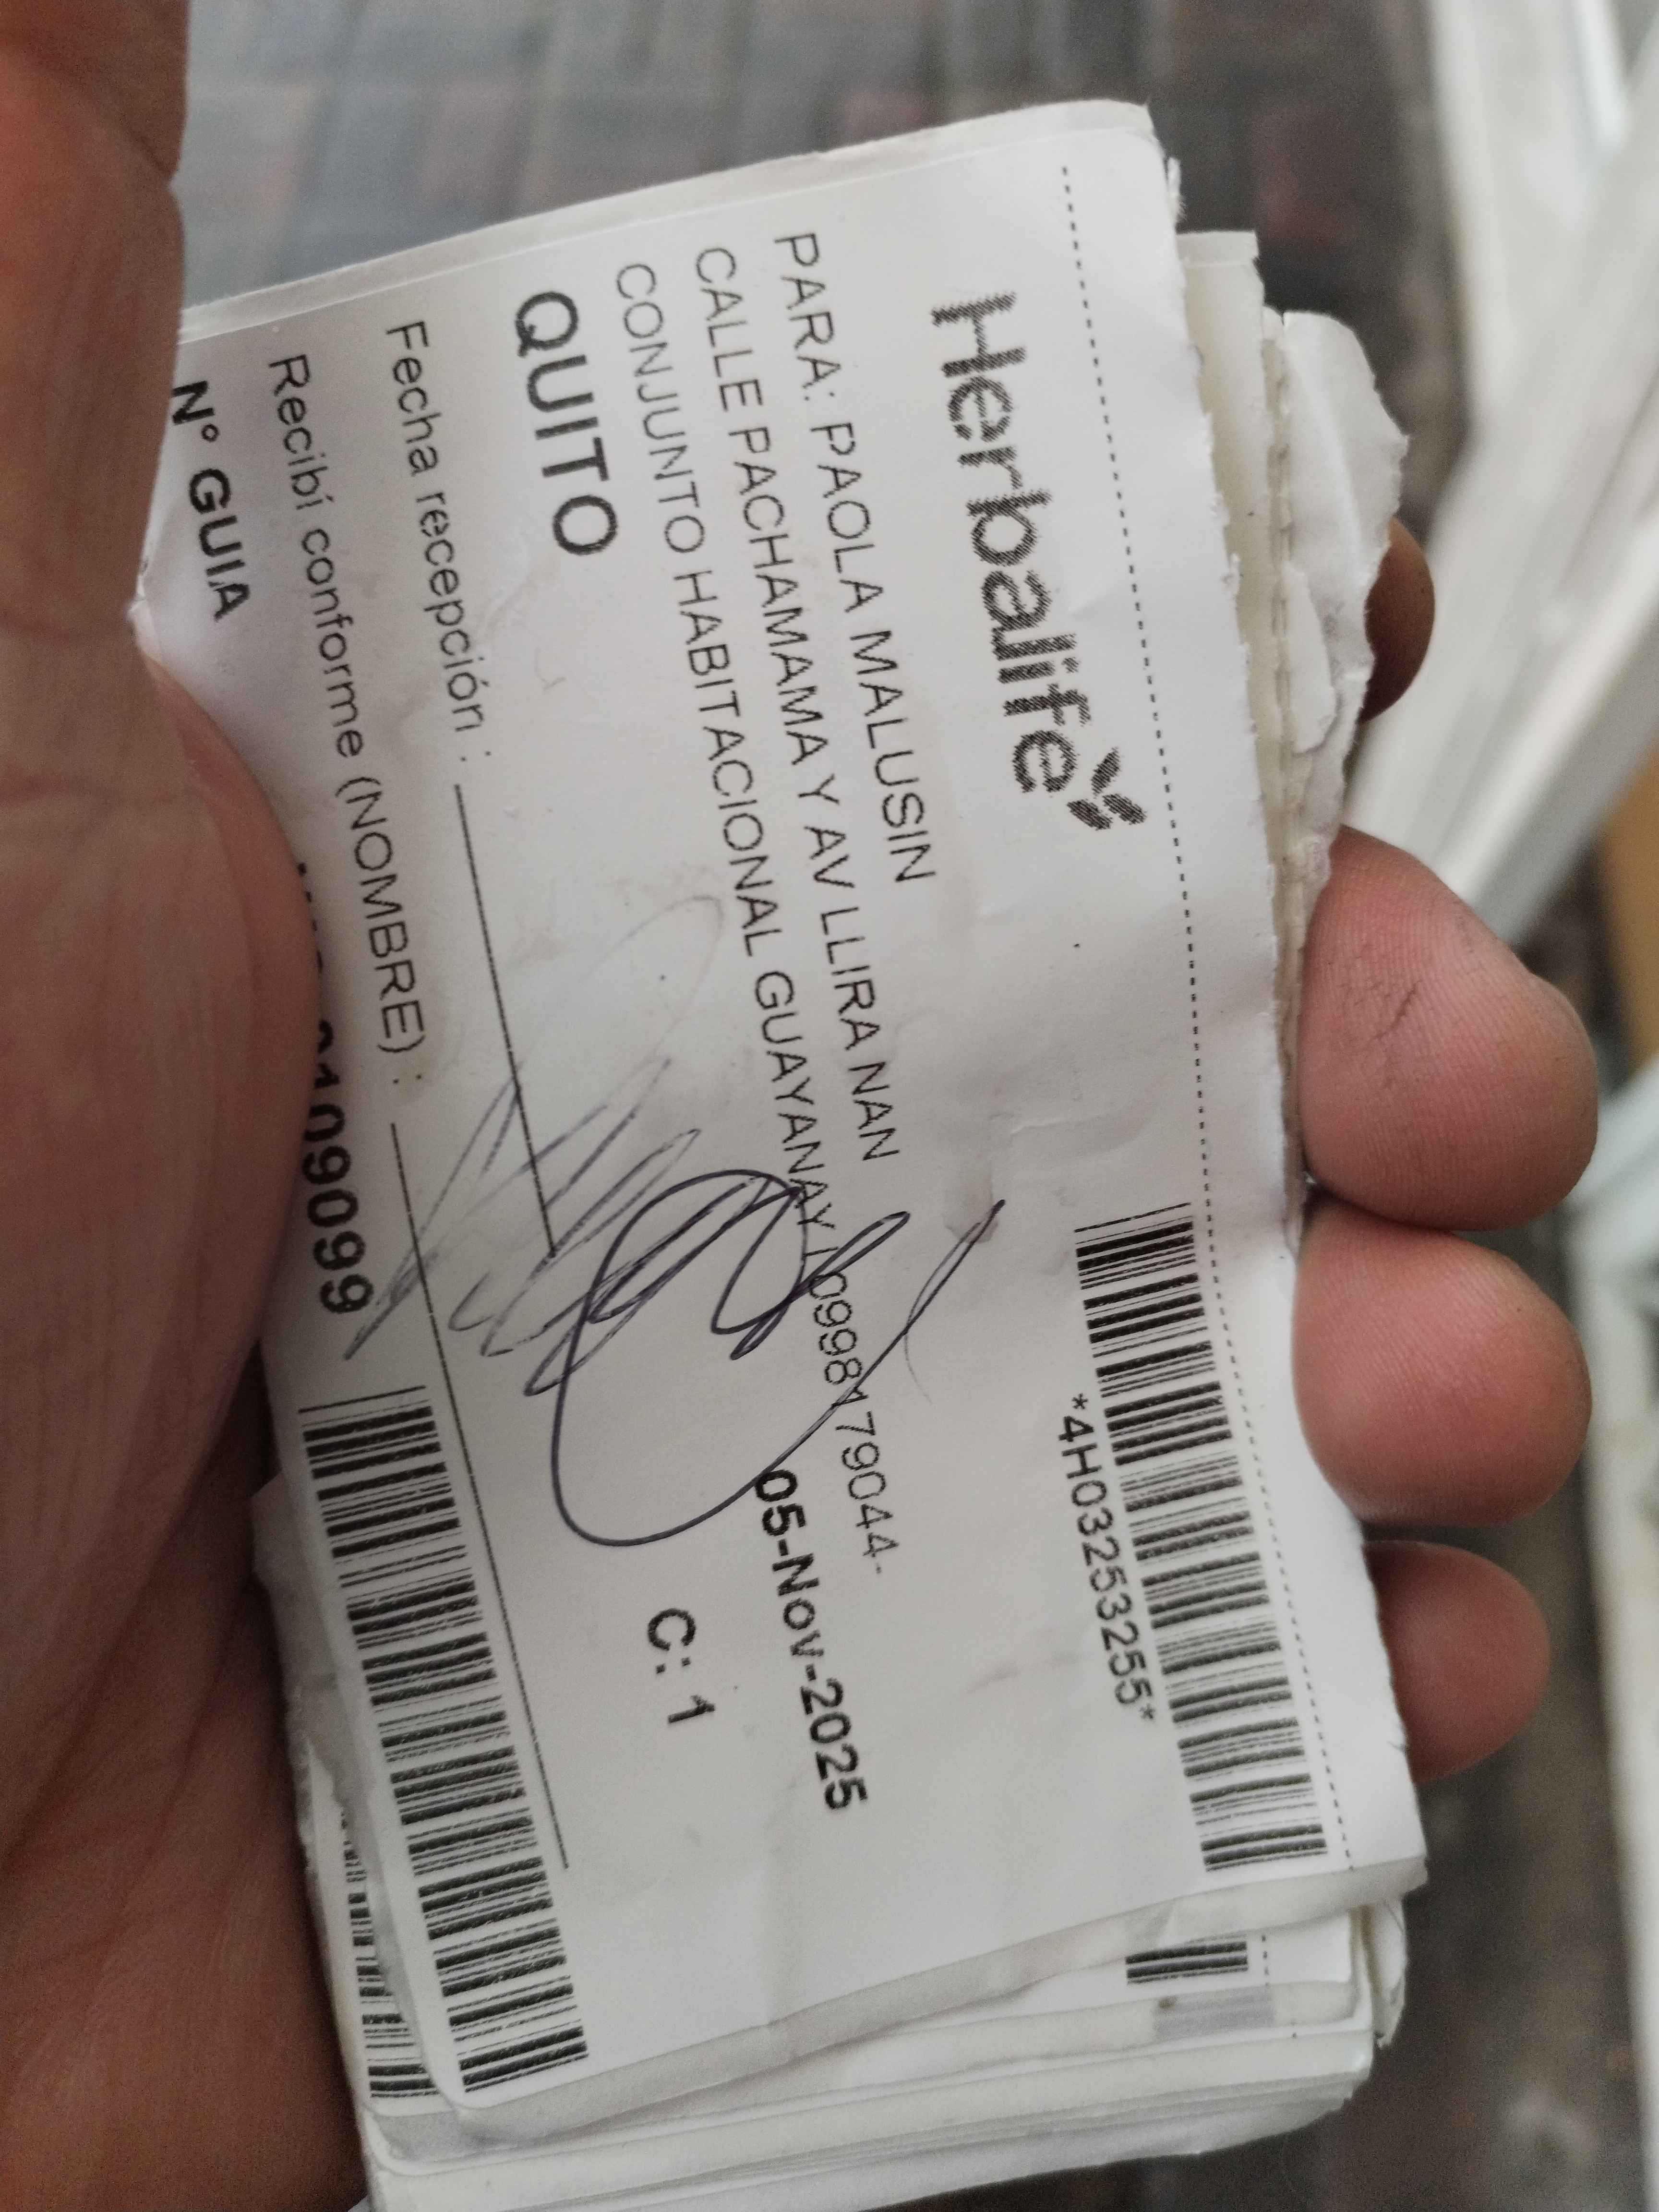 Herbalife
*4H03253255*
PARA: PAOLA MALUSIN
CALLE PACHAMAMA Y AV LLIRA NAN
CONJUNTO HABITACIONAL GUAYANAY 0998179044-
QUITO
05-Nov-2025
C: 1
Fecha recepción :
Recibí conforme (NOMBRE) :
N° GUIA